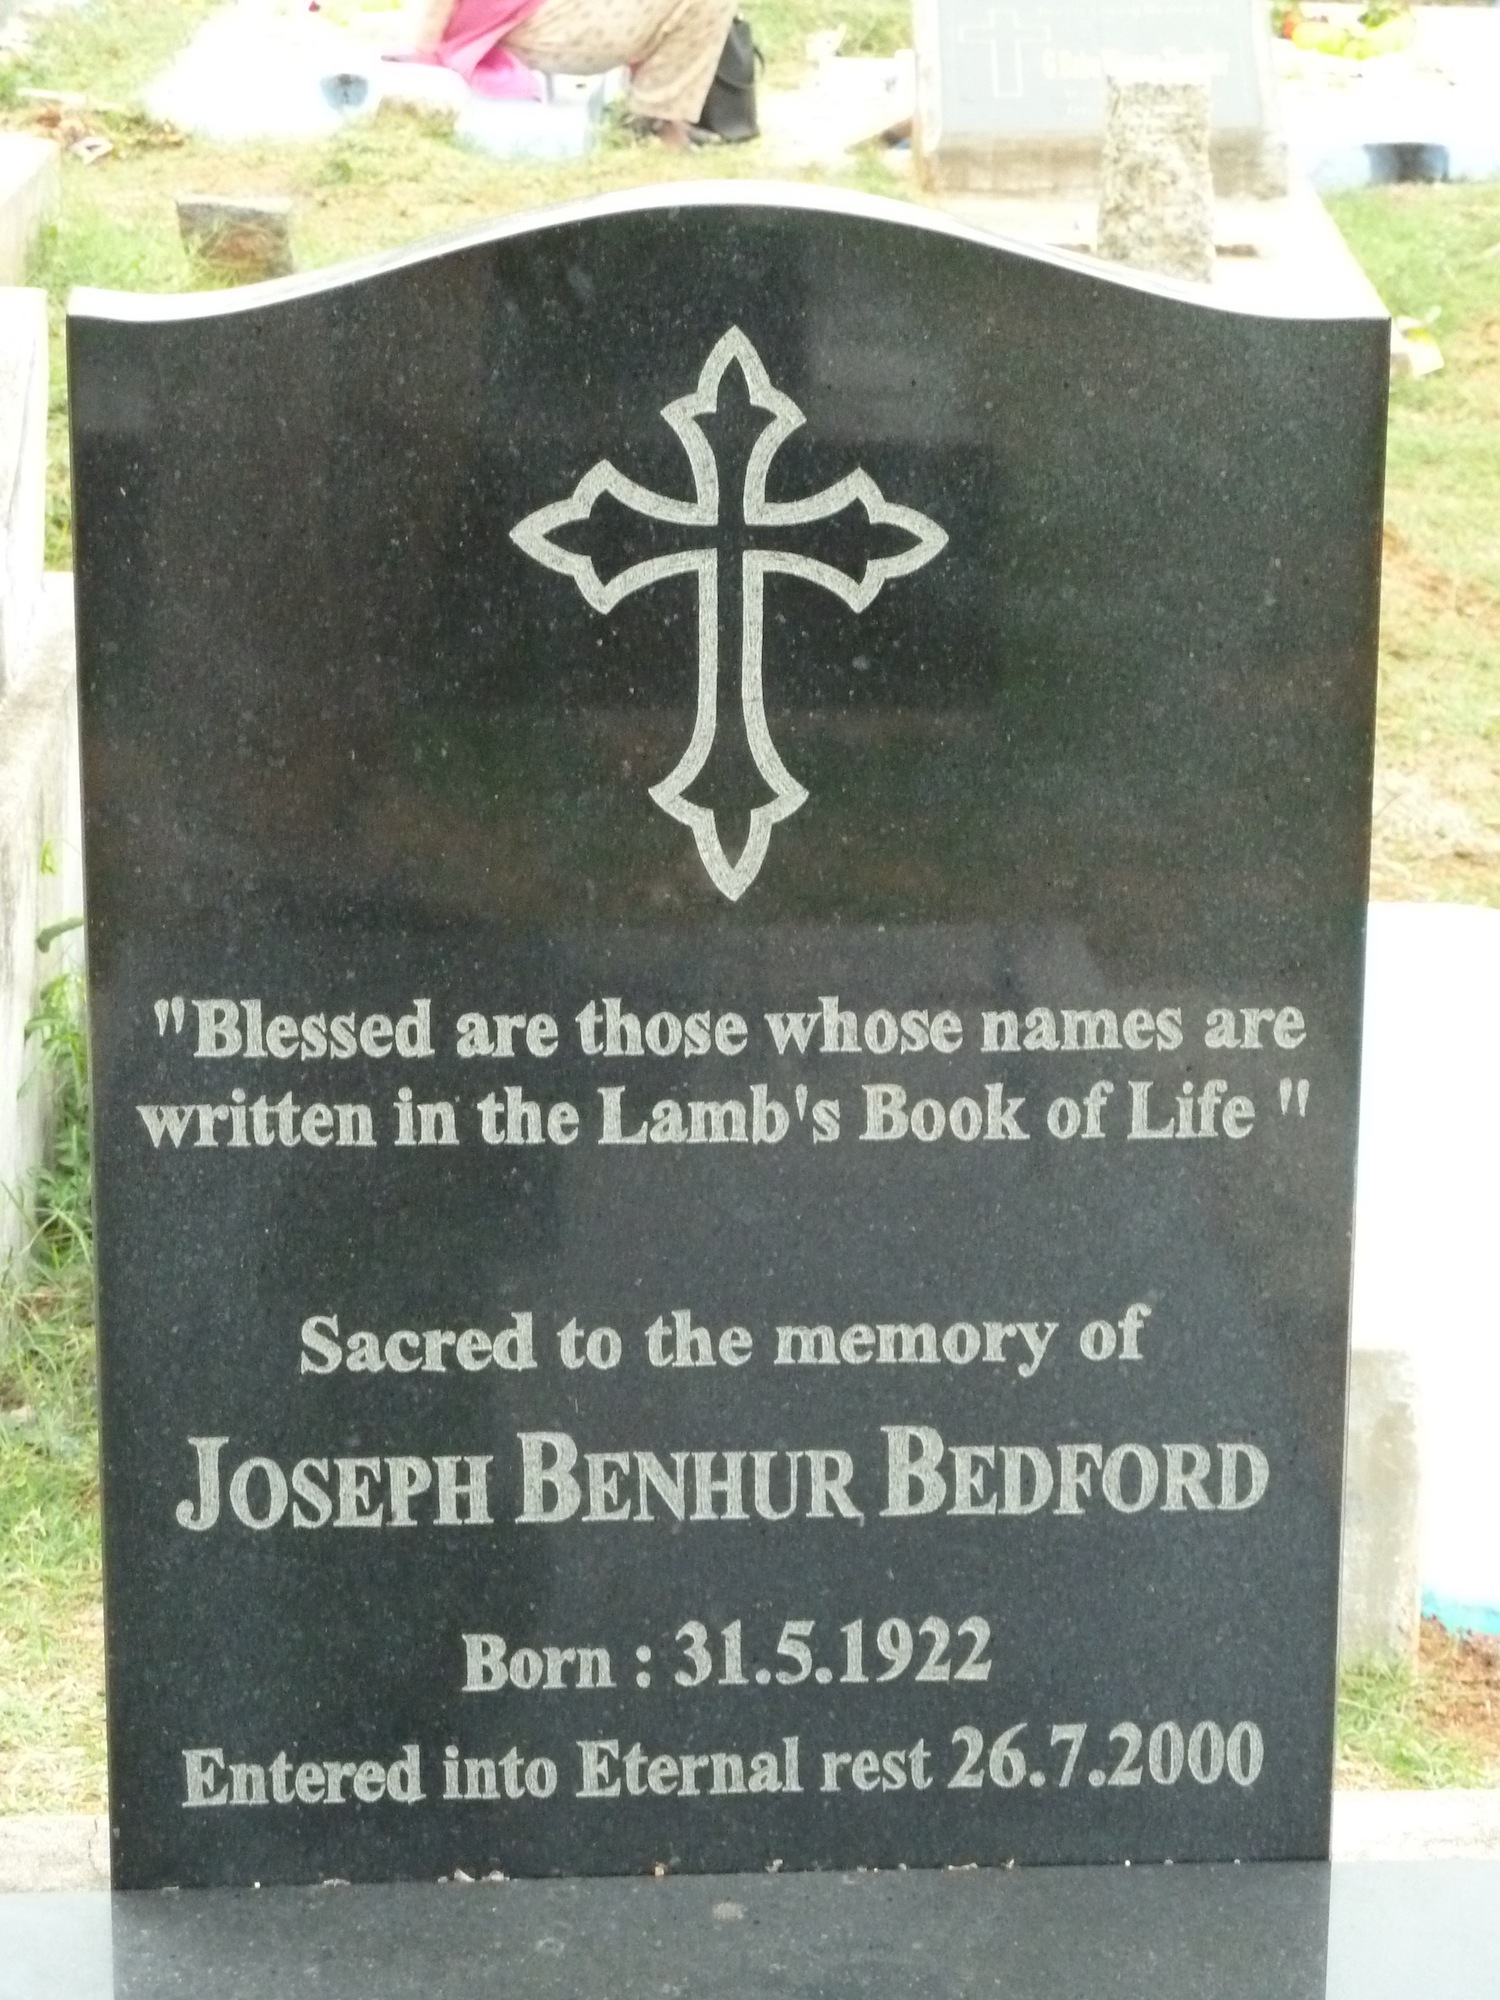 "Blessed are those whose names are
written in the Lamb's Book of Life "
Sacred to the memory of
JOSEPH BENHUR BEDFORD
Born : 31.5.1922
Entered into Eternal rest 26.7.2000